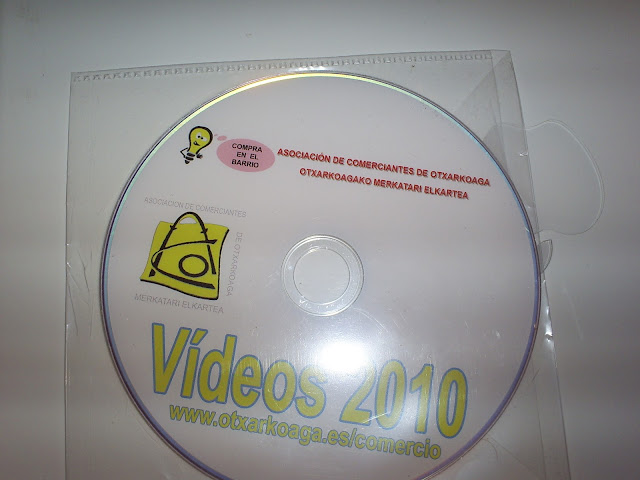 COMPRA
EN EL
BARRIO
ASOCIACIÓN DE COMERCIANTES DE OTXARKOAGA
OTXARKOAGAKO MERKATARI ELKARTEA
ASOCIACION DE COMERCIANTES
DE OTXARKOAGA
MERKATARI ELKARTEA
Vídeos 2010
www.otxarkoaga.es/comercio